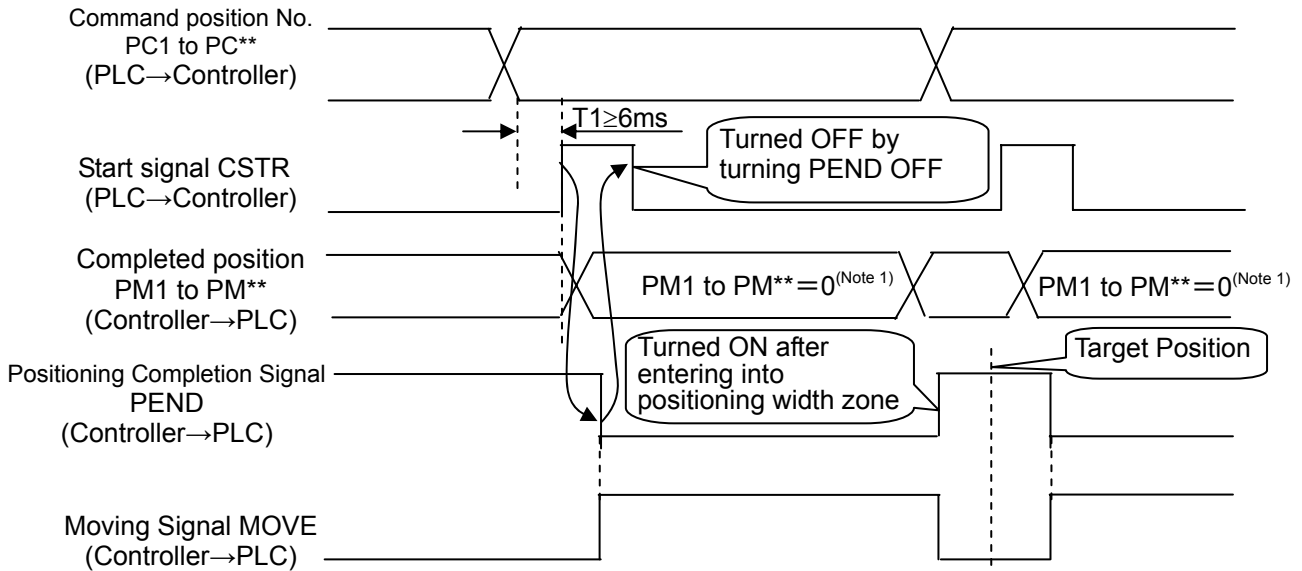 Command position No.
PC1 to PC**
(PLC→Controller)
T1≥6ms
Turned OFF by
turning PEND OFF
Start signal CSTR
(PLC→Controller)
Completed position
PM1 to PM**
(Controller→PLC)
PM1 to PM**＝0(Note 1)
PM1 to PM**＝0(Note 1)
Turned ON after
entering into
positioning width zone
Target Position
Positioning Completion Signal
PEND
(Controller→PLC)
Moving Signal MOVE
(Controller→PLC)